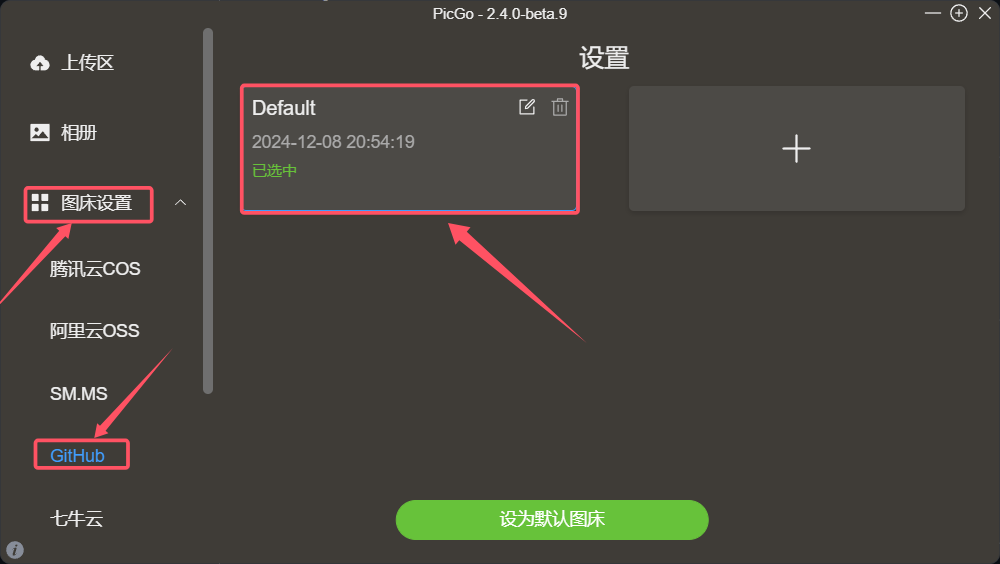 PicGo - 2.4.0-beta.9
上传区
相册
图床设置
腾讯云COS
阿里云OSS
SM.MS
GitHub
七牛云
设置
Default
2024-12-08 20:54:19
已选中
设为默认图床